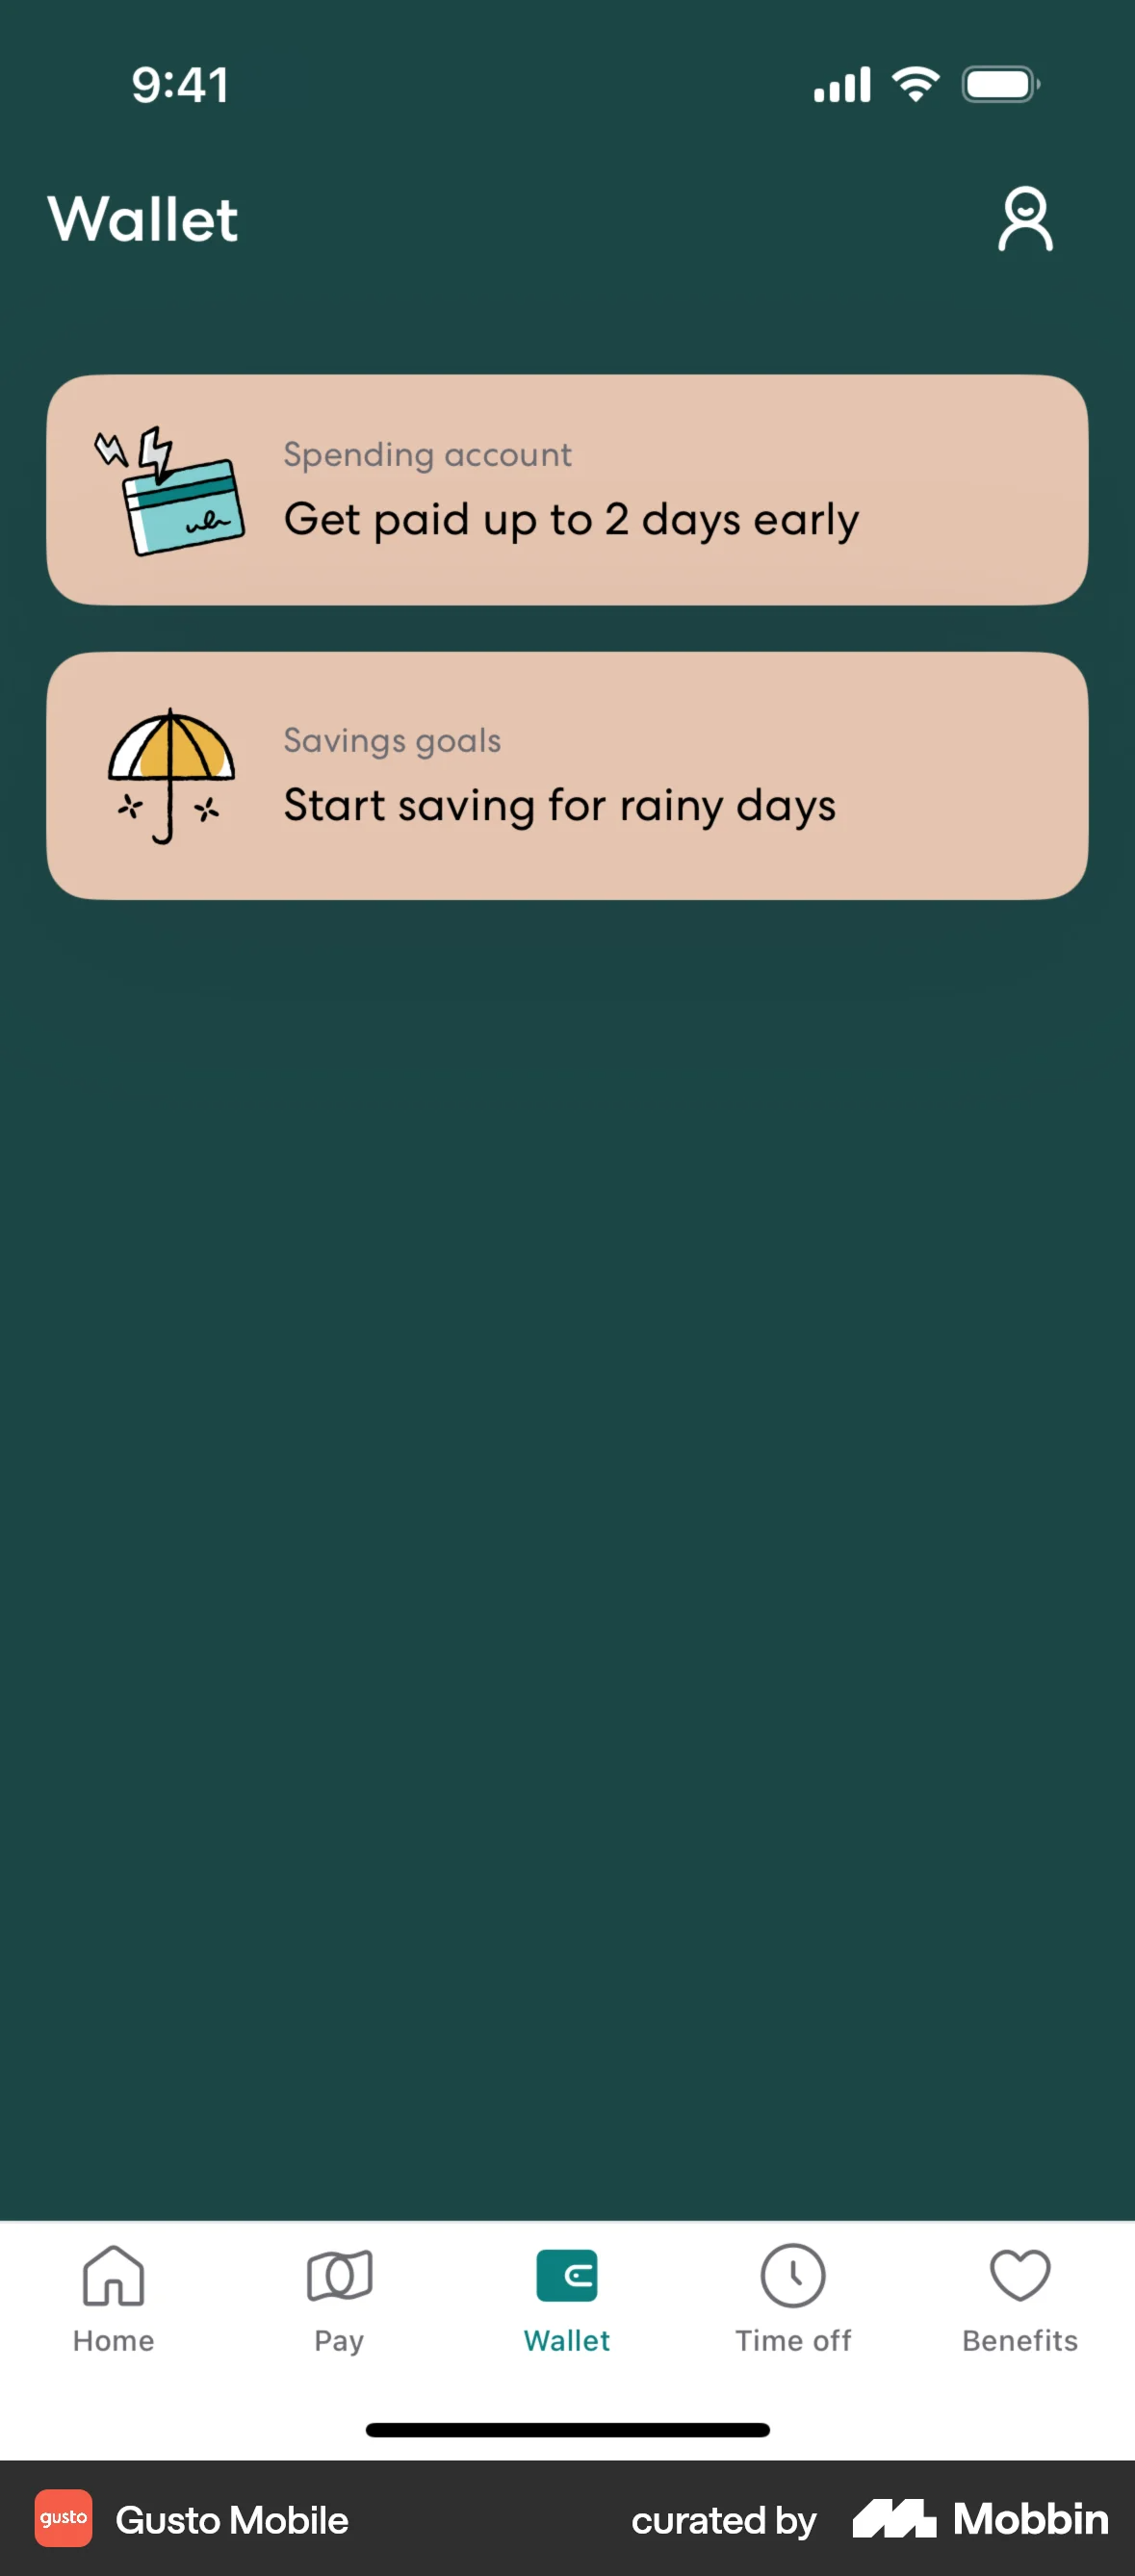 9:41
Wallet
Spending account
Get paid up to 2 days early
Savings goals
Start saving for rainy days
Home
Pay
Wallet
Time off
Benefits
gusto
Gusto Mobile
curated by
Mobbin